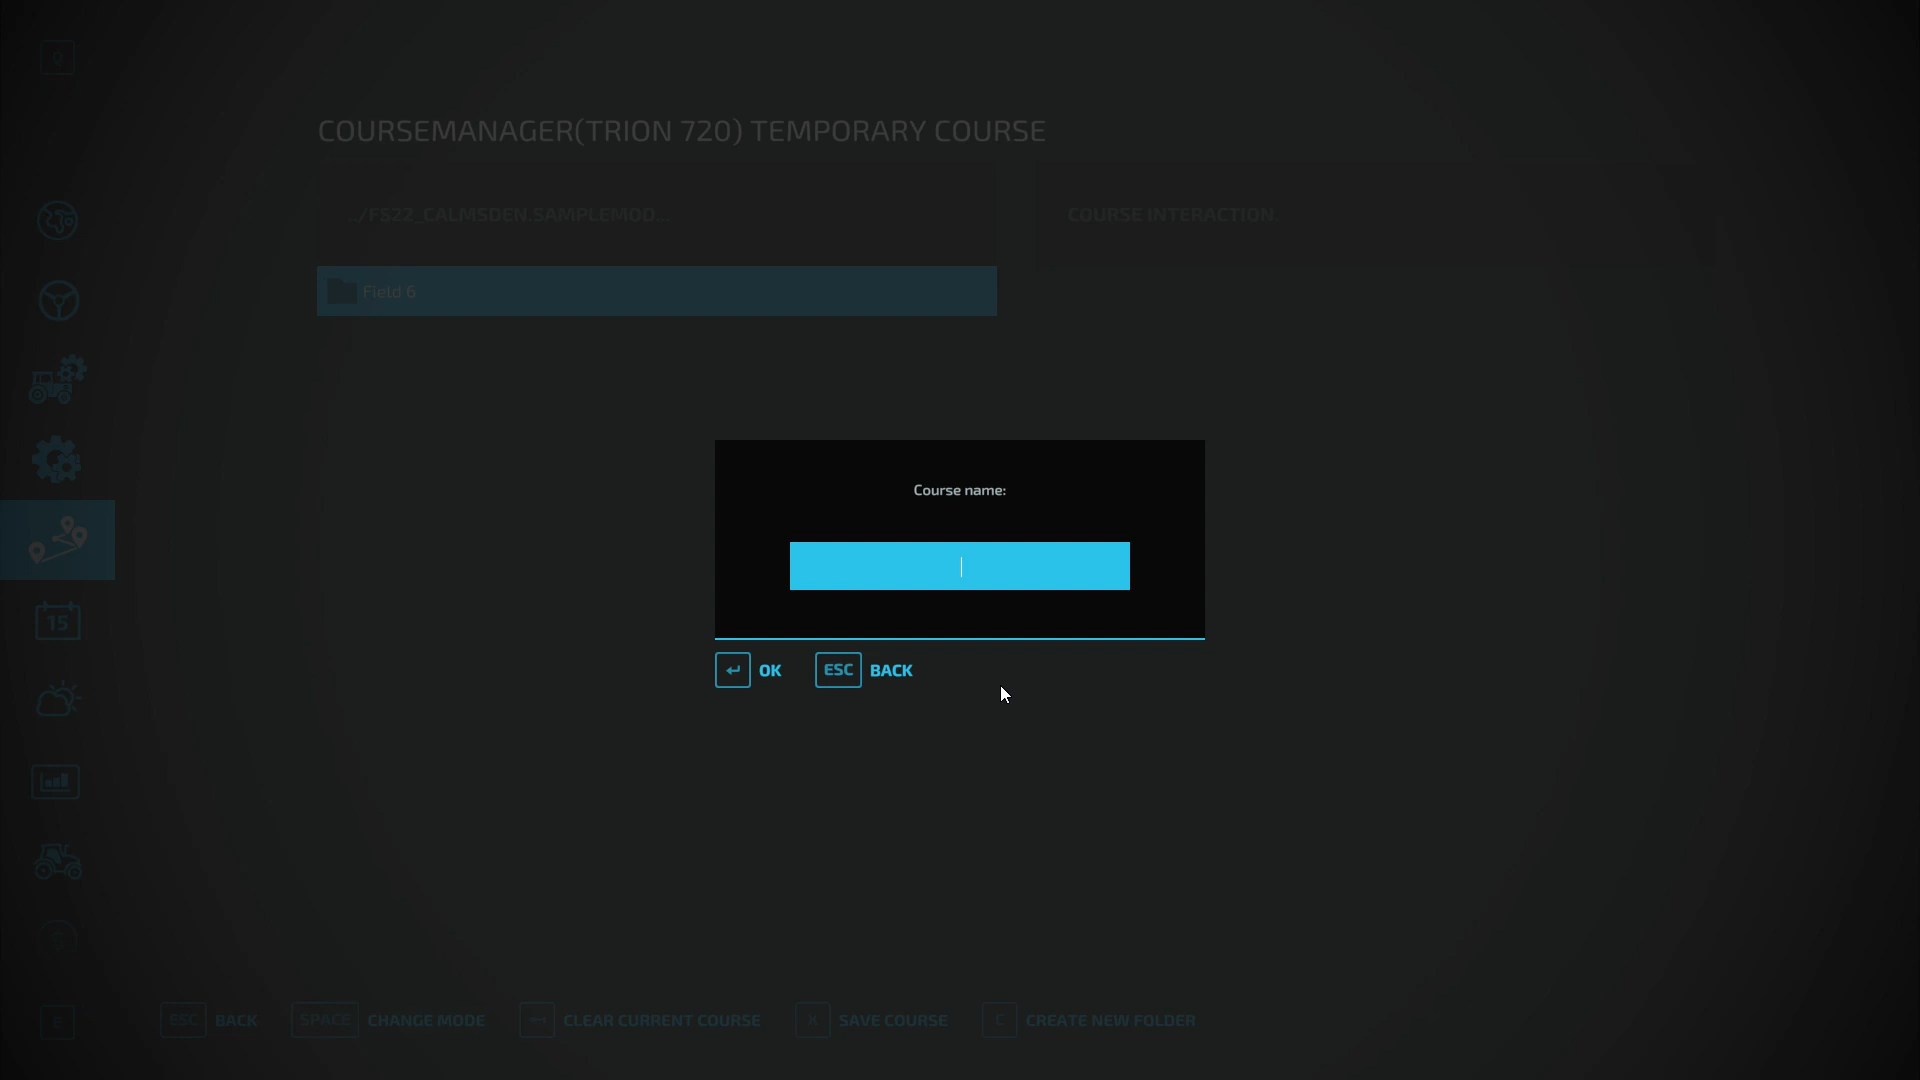 Q
COURSEMANAGER(TRION 720) TEMPORARY COURSE
../FS22_CALMSDEN.SAMPLEMOD...
COURSE INTERACTION.
Field 6
Course name:
OK
ESC BACK
15
E
ESC BACK
SPACE CHANGE MODE
CLEAR CURRENT COURSE
X SAVE COURSE
C CREATE NEW FOLDER